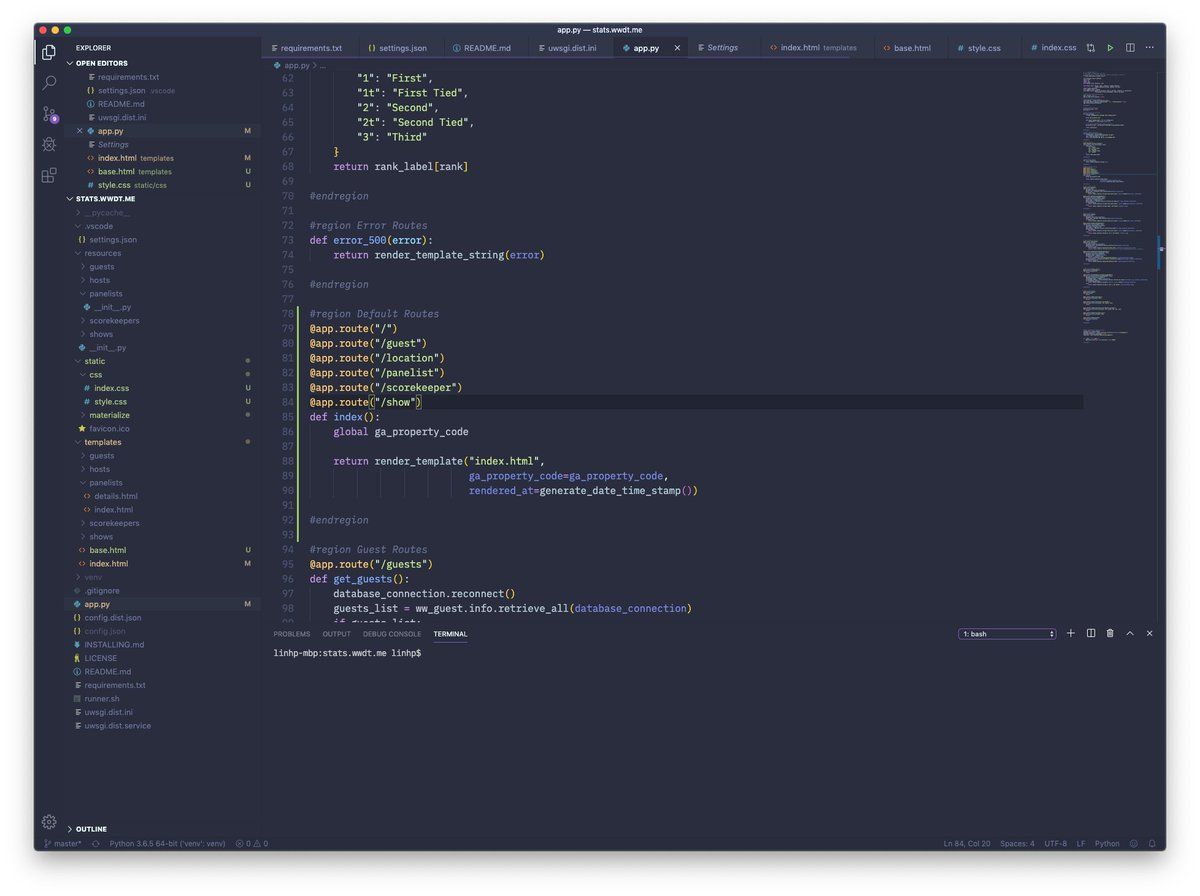 app.py — stats.wwdt.me
EXPLORER
requirements.txt
settings.json
README.md
uwsgi.dist.ini
app.py
Settings
index.html templates
base.html
style.css
index.css
OPEN EDITORS
requirements.txt
settings.json .vscode
README.md
uwsgi.dist.ini
app.py M
Settings
index.html templates M
base.html templates U
style.css static/css U
STATS.WWDT.ME
__pycache__
.vscode
settings.json
resources
guests
hosts
panelists
__init__.py
scorekeepers
shows
__init__.py
static
css
index.css U
style.css U
materialize
favicon.ico
templates
guests
hosts
panelists
details.html
index.html
scorekeepers
shows
base.html U
index.html M
venv
.gitignore
app.py M
config.dist.json
config.json
INSTALLING.md
LICENSE
README.md
requirements.txt
runner.sh
uwsgi.dist.ini
uwsgi.dist.service
OUTLINE
app.py > ...
62 "1": "First",
63 "1t": "First Tied",
64 "2": "Second",
65 "2t": "Second Tied",
66 "3": "Third"
67 }
68 return rank_label[rank]
69
70 #endregion
71
72 #region Error Routes
73 def error_500(error):
74 return render_template_string(error)
75
76 #endregion
77
78 #region Default Routes
79 @app.route("/")
80 @app.route("/guest")
81 @app.route("/location")
82 @app.route("/panelist")
83 @app.route("/scorekeeper")
84 @app.route("/show")
85 def index():
86 global ga_property_code
87
88 return render_template("index.html",
89 ga_property_code=ga_property_code,
90 rendered_at=generate_date_time_stamp())
91
92 #endregion
93
94 #region Guest Routes
95 @app.route("/guests")
96 def get_guests():
97 database_connection.reconnect()
98 guests_list = ww_guest.info.retrieve_all(database_connection)
99 if guests_list:
PROBLEMS OUTPUT DEBUG CONSOLE TERMINAL
1: bash
linhp-mbp:stats.wwdt.me linhp$
master* Python 3.6.5 64-bit ('venv': venv) 0 0 Ln 84, Col 20 Spaces: 4 UTF-8 LF Python